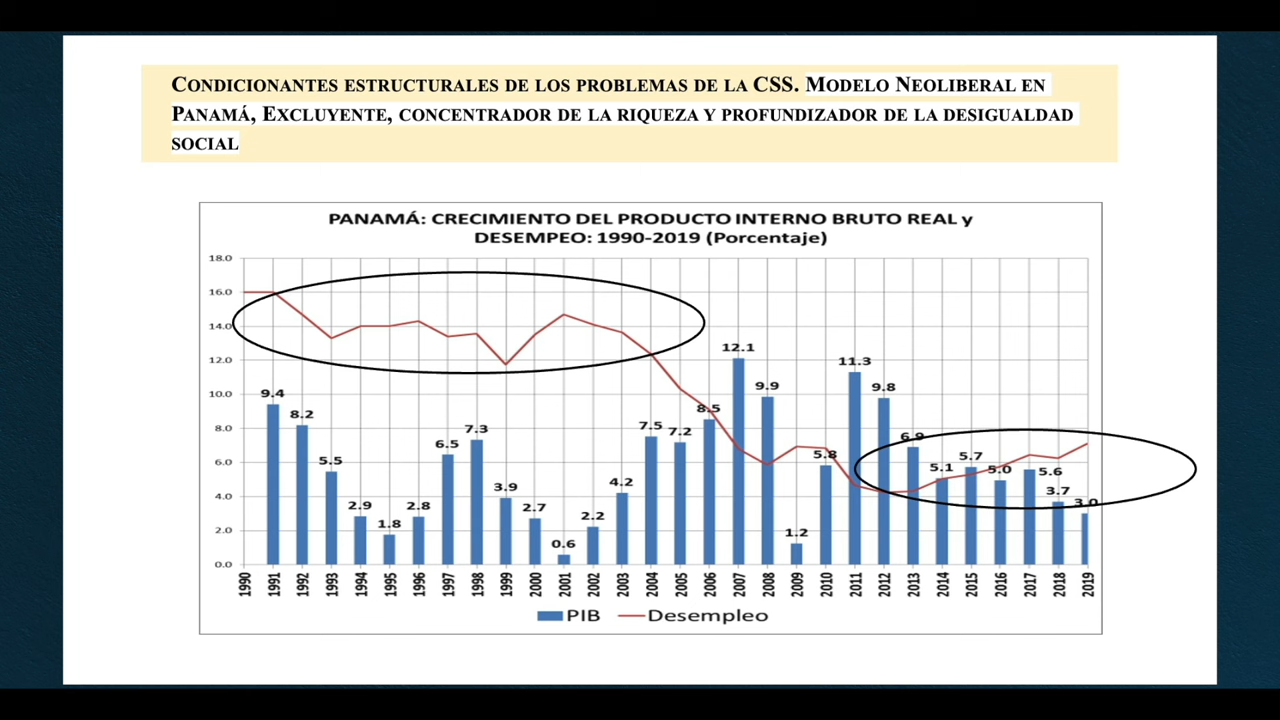 CONDICIONANTES ESTRUCTURALES DE LOS PROBLEMAS DE LA CSS. MODELO NEOLIBERAL EN
PANAMÁ, EXCLUYENTE, CONCENTRADOR DE LA RIQUEZA Y PROFUNDIZADOR DE LA DESIGUALDAD
SOCIAL
PANAMÁ: CRECIMIENTO DEL PRODUCTO INTERNO BRUTO REAL y
DESEMPEO: 1990-2019 (Porcentaje)
18.0
16.0
14.0
12.0
10.0
8.0
6.0
4.0
2.0
0.0
9.4 8.2 5.5 2.9 1.8 2.8 6.5 7.3 3.9 2.7 0.6 2.2 4.2 7.5 7.2 8.5 12.1 9.9 1.2 5.8 11.3 9.8 6.9 5.1 5.7 5.0 5.6 3.7 3.0
1990 1991 1992 1993 1994 1995 1996 1997 1998 1999 2000 2001 2002 2003 2004 2005 2006 2007 2008 2009 2010 2011 2012 2013 2014 2015 2016 2017 2018 2019
PIB Desempleo